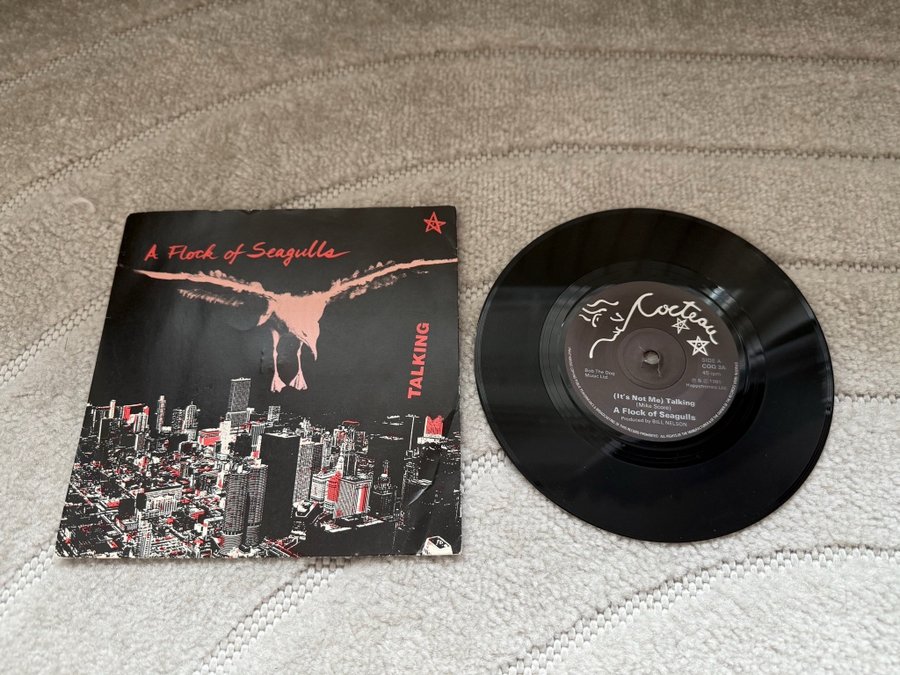 A Flock of Seagulls
TALKING
Cocteau
SIDE A
COQ 3A
45 rpm
Bob The Dog
Music Ltd
(It's Not Me) Talking
(Mike Score)
A Flock of Seagulls
Produced by BILL NELSON